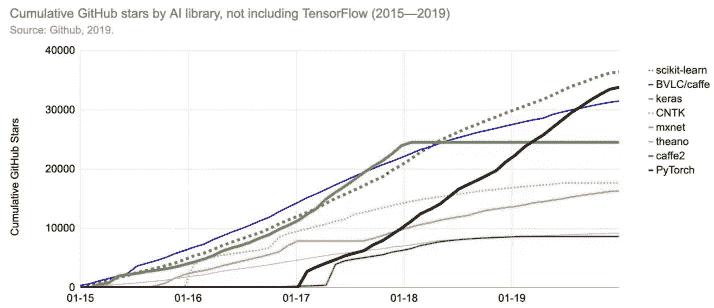 Cumulative GitHub stars by AI library, not including TensorFlow (2015—2019)
Source: Github, 2019.
Cumulative GitHub Stars
40000
30000
20000
10000
0
01-15
01-16
01-17
01-18
01-19
scikit-learn
BVLC/caffe
keras
CNTK
mxnet
theano
caffe2
PyTorch